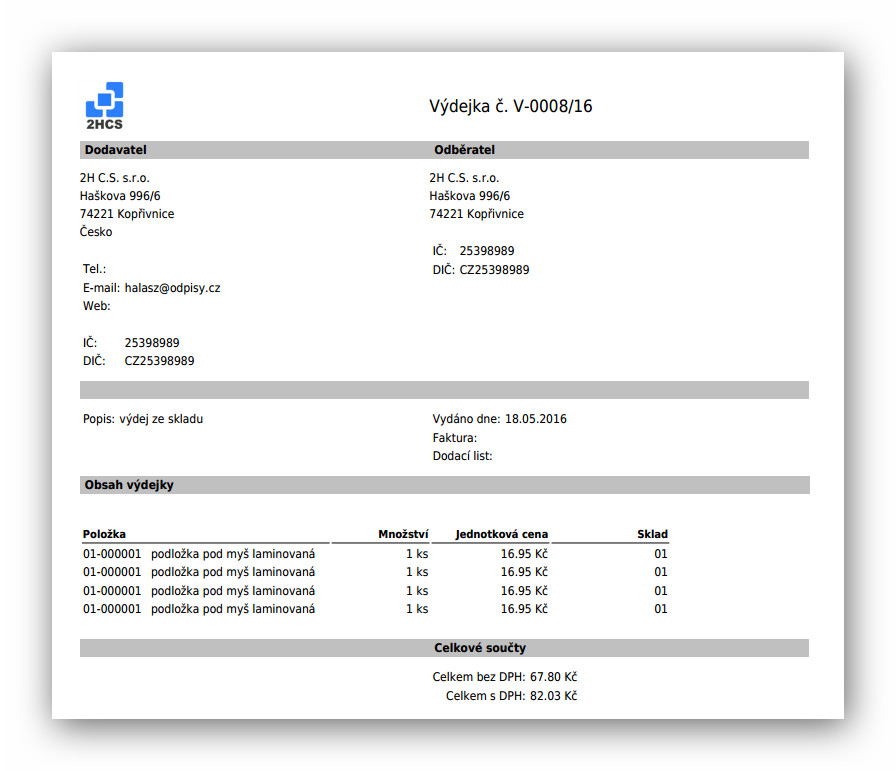 2HCS
Výdejka č. V-0008/16
Dodavatel
2H C.S. s.r.o.
Haškova 996/6
74221 Kopřivnice
Česko
Tel.:
E-mail: halasz@odpisy.cz
Web:
IČ: 25398989
DIČ: CZ25398989
Odběratel
2H C.S. s.r.o.
Haškova 996/6
74221 Kopřivnice
IČ: 25398989
DIČ: CZ25398989
Popis: výdej ze skladu
Vydáno dne: 18.05.2016
Faktura:
Dodací list:
Obsah výdejky
Položka Množství Jednotková cena Sklad
01-000001 podložka pod myš laminovaná 1 ks 16.95 Kč 01
01-000001 podložka pod myš laminovaná 1 ks 16.95 Kč 01
01-000001 podložka pod myš laminovaná 1 ks 16.95 Kč 01
01-000001 podložka pod myš laminovaná 1 ks 16.95 Kč 01
Celkové součty
Celkem bez DPH: 67.80 Kč
Celkem s DPH: 82.03 Kč